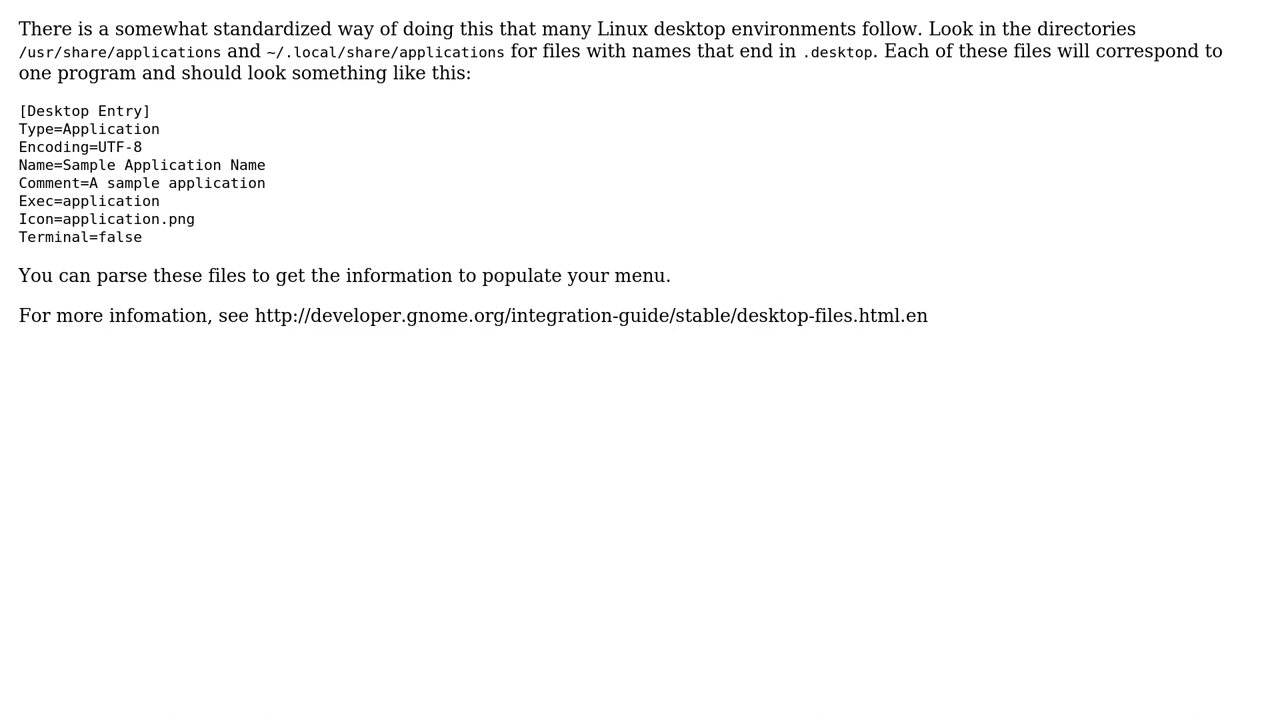 There is a somewhat standardized way of doing this that many Linux desktop environments follow. Look in the directories
/usr/share/applications and ~/.local/share/applications for files with names that end in .desktop. Each of these files will correspond to
one program and should look something like this:
[Desktop Entry]
Type=Application
Encoding=UTF-8
Name=Sample Application Name
Comment=A sample application
Exec=application
Icon=application.png
Terminal=false
You can parse these files to get the information to populate your menu.
For more infomation, see http://developer.gnome.org/integration-guide/stable/desktop-files.html.en